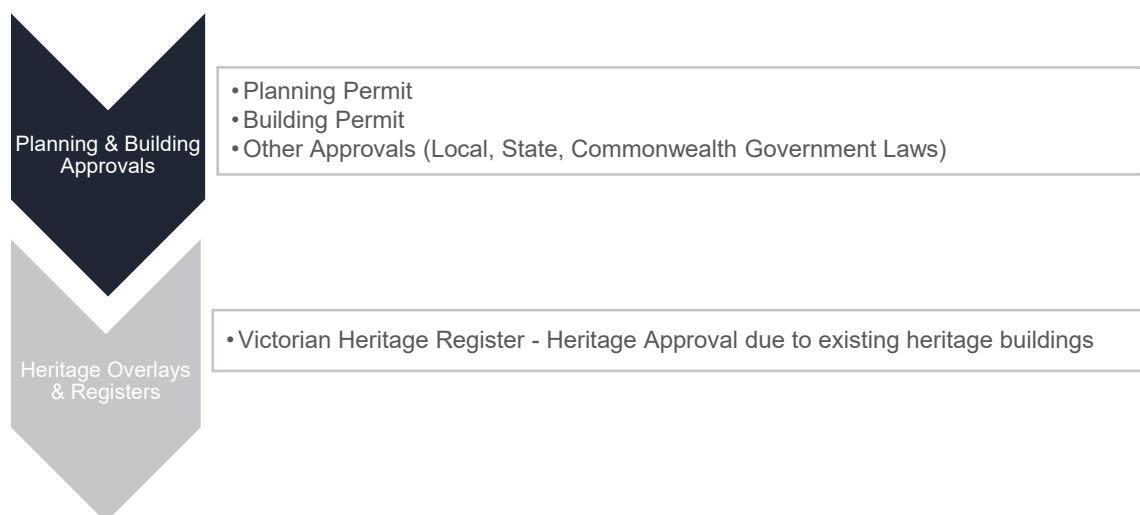 Planning & Building
Approvals
• Planning Permit
• Building Permit
• Other Approvals (Local, State, Commonwealth Government Laws)
Heritage Overlays
& Registers
• Victorian Heritage Register - Heritage Approval due to existing heritage buildings